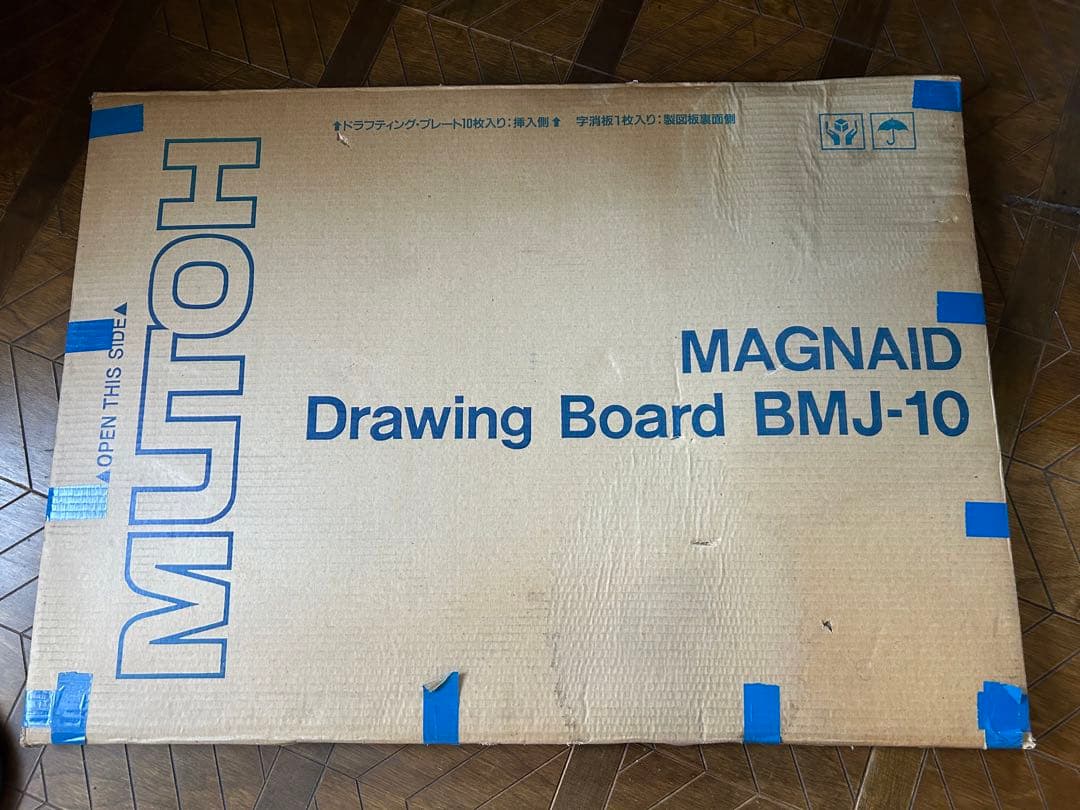 ⬆ドラフティング・プレート10枚入り:挿入側⬆ 字消板1枚入り:製図板裏面側
MUTOH
▲OPEN THIS SIDE▲
MAGNAID
Drawing Board BMJ-10